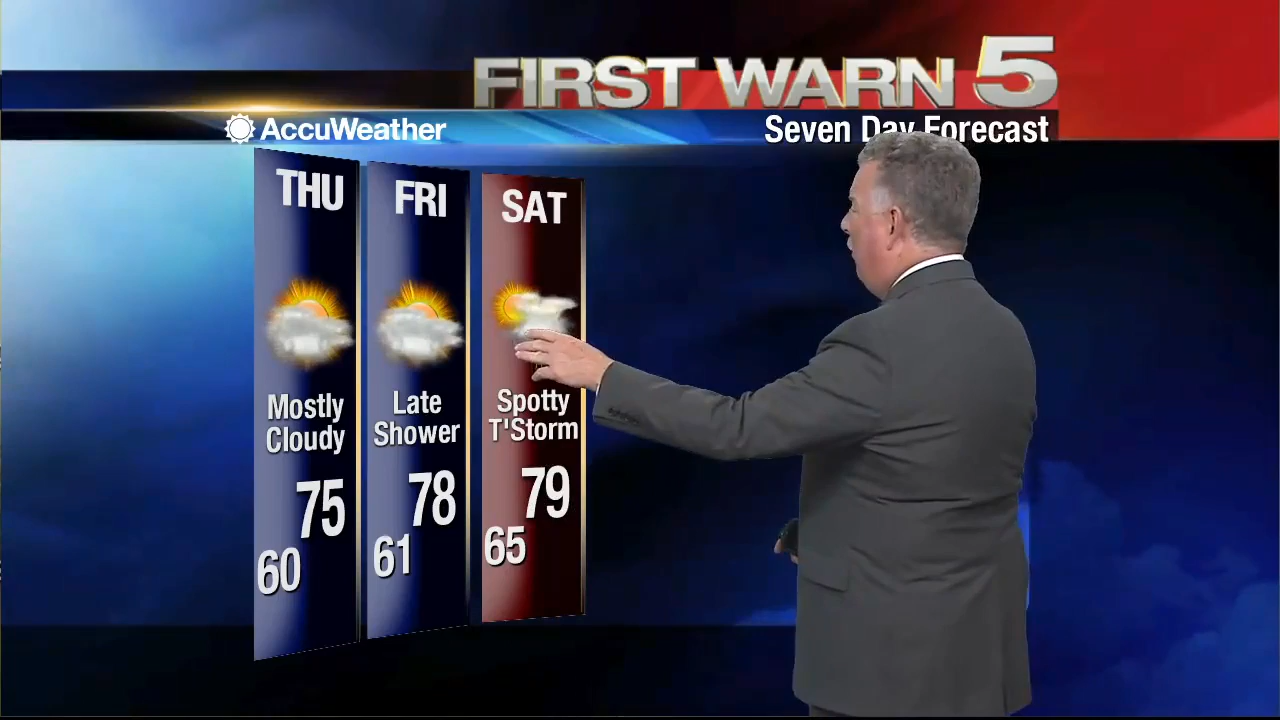 FIRST WARN 5
AccuWeather
Seven Day Forecast
THU
Mostly
Cloudy
75
60
FRI
Late
Shower
78
61
SAT
Spotty
T'Storm
79
65